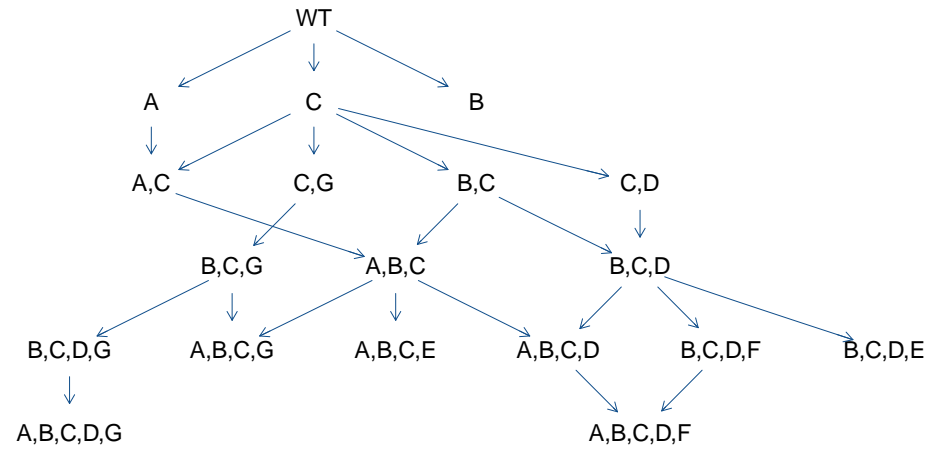 WT
A C B
A,C C,G B,C C,D
B,C,G A,B,C B,C,D
B,C,D,G A,B,C,G A,B,C,E A,B,C,D B,C,D,F B,C,D,E
A,B,C,D,G A,B,C,D,F